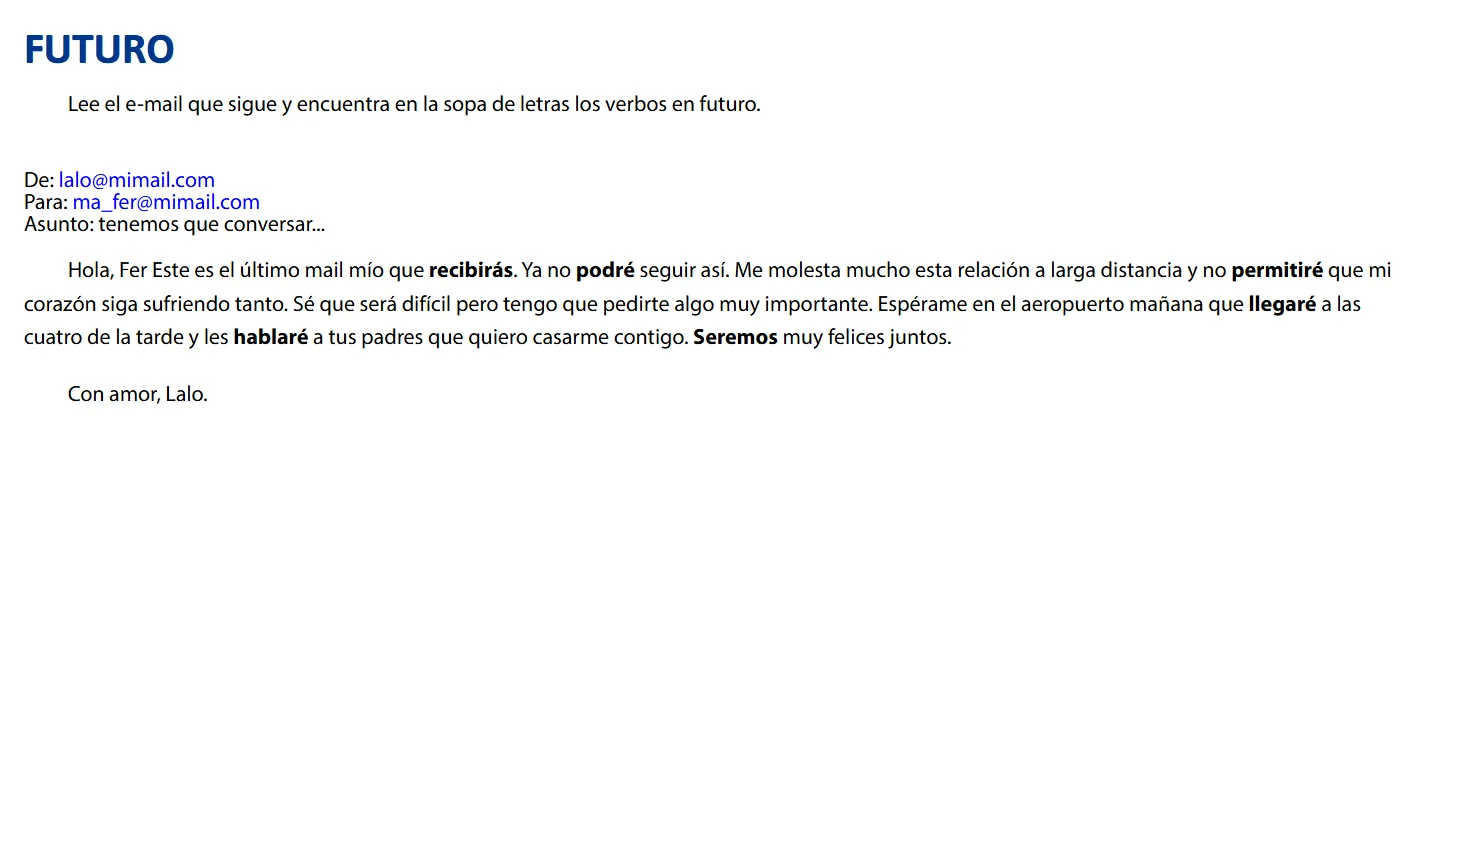 FUTURO
Lee el e-mail que sigue y encuentra en la sopa de letras los verbos en futuro.
De: lalo@mimail.com
Para: ma_fer@mimail.com
Asunto: tenemos que conversar...
Hola, Fer Este es el último mail mío que recibirás. Ya no podré seguir así. Me molesta mucho esta relación a larga distancia y no permitiré que mi
corazón siga sufriendo tanto. Sé que será difícil pero tengo que pedirte algo muy importante. Espérame en el aeropuerto mañana que llegaré a las
cuatro de la tarde y les hablaré a tus padres que quiero casarme contigo. Seremos muy felices juntos.
Con amor, Lalo.